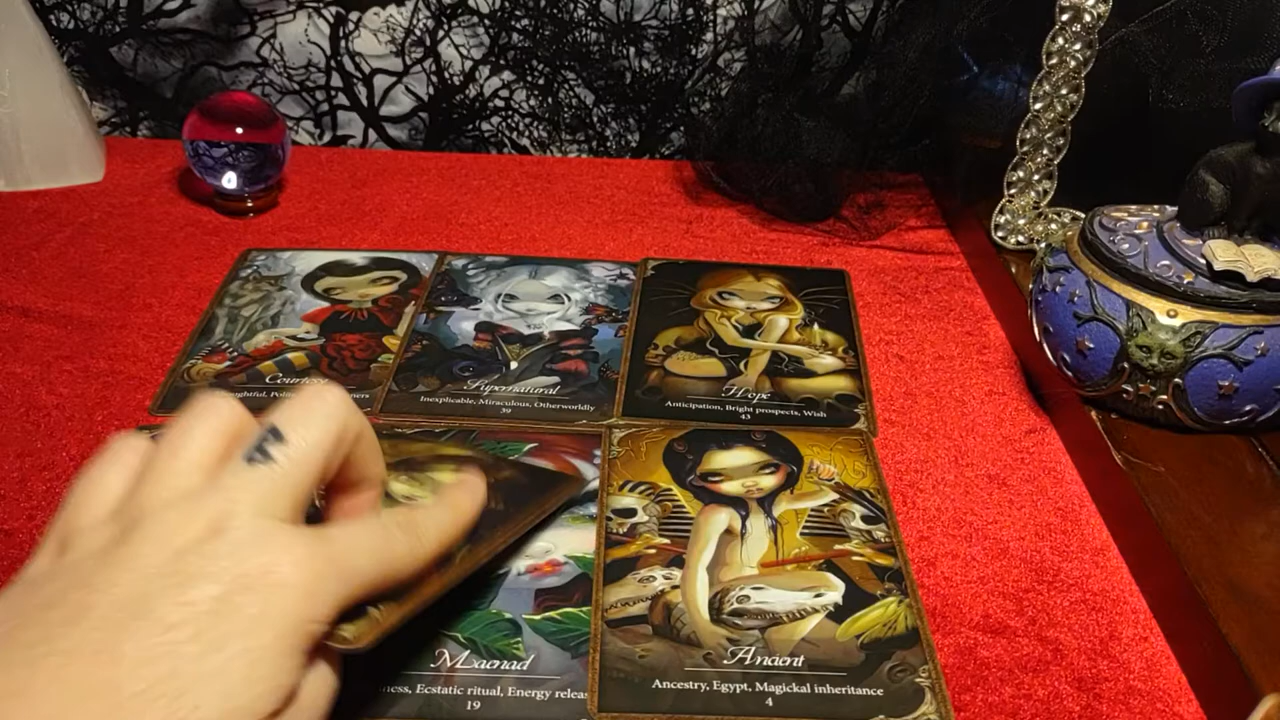 Supernatural
Inexplicable, Miraculous, Otherworldly
39
Hope
Anticipation, Bright prospects, Wish
43
Maenad
Ecstatic ritual, Energy releas
19
Ancient
Ancestry, Egypt, Magickal inheritance
4